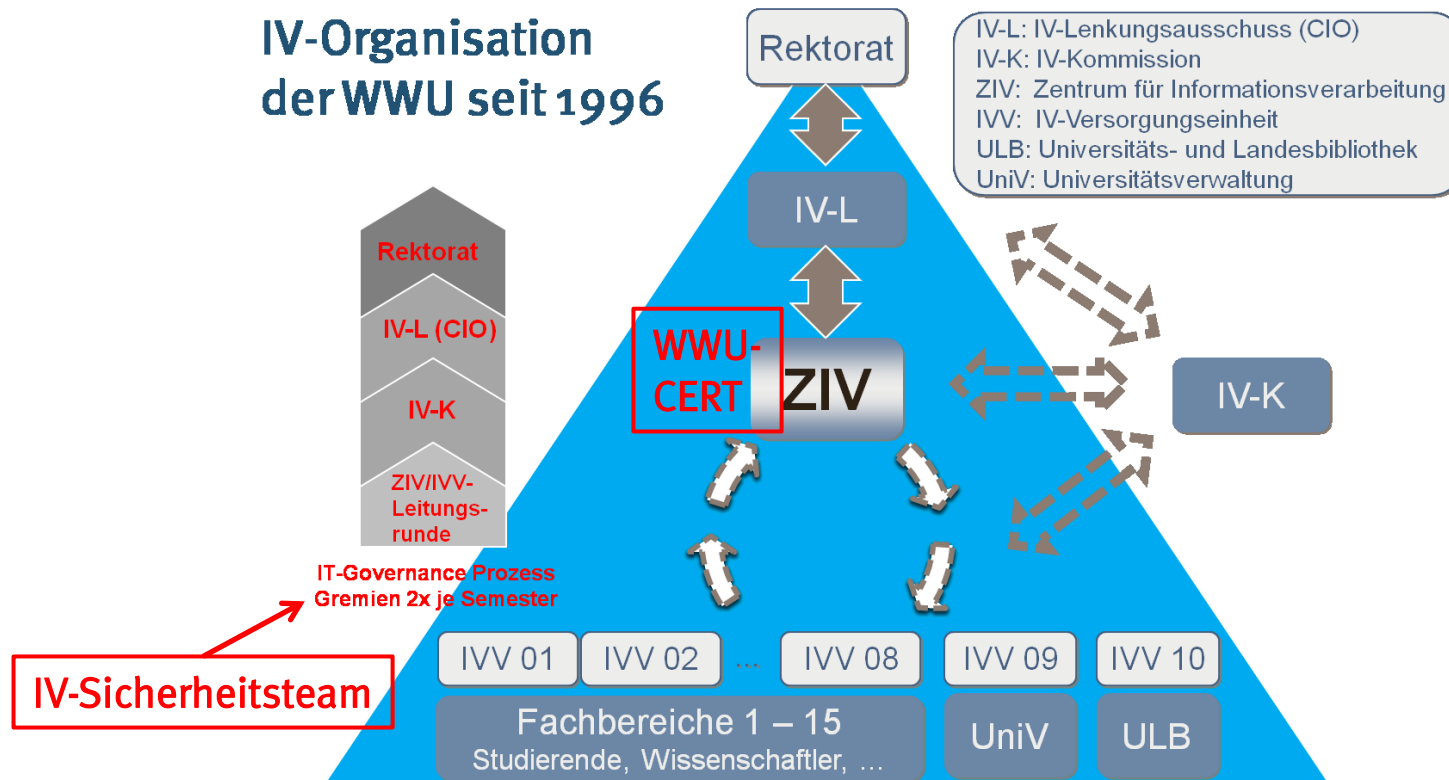 IV-Organisation
der WWU seit 1996
Rektorat
IV-L: IV-Lenkungsausschuss (CIO)
IV-K: IV-Kommission
ZIV: Zentrum für Informationsverarbeitung
IVV: IV-Versorgungseinheit
ULB: Universitäts- und Landesbibliothek
UniV: Universitätsverwaltung
IV-L
Rektorat
IV-L (CIO)
IV-K
ZIV/IVV-
Leitungs-
runde
IT-Governance Prozess
Gremien 2x je Semester
IV-Sicherheitsteam
WWU-
CERT
ZIV
IV-K
IVV 01
IVV 02
...
IVV 08
IVV 09
IVV 10
Fachbereiche 1 – 15
Studierende, Wissenschaftler, ...
UniV
ULB